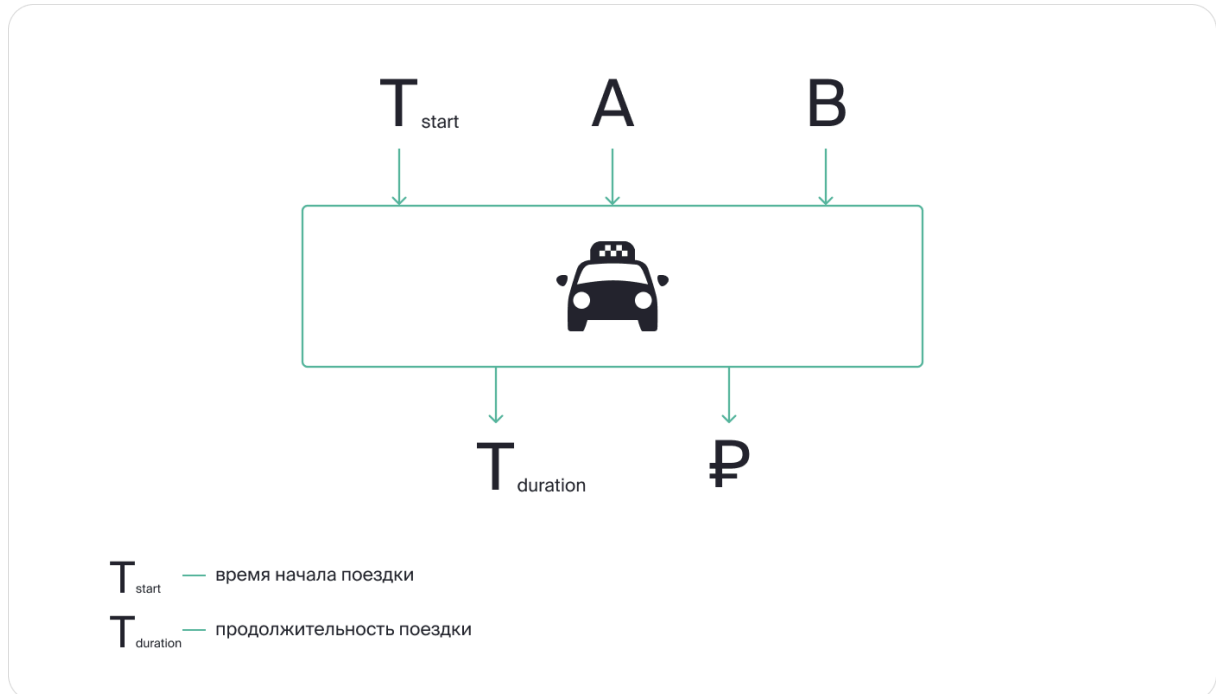 T start A B
T duration ₽
T start — время начала поездки
T duration — продолжительность поездки